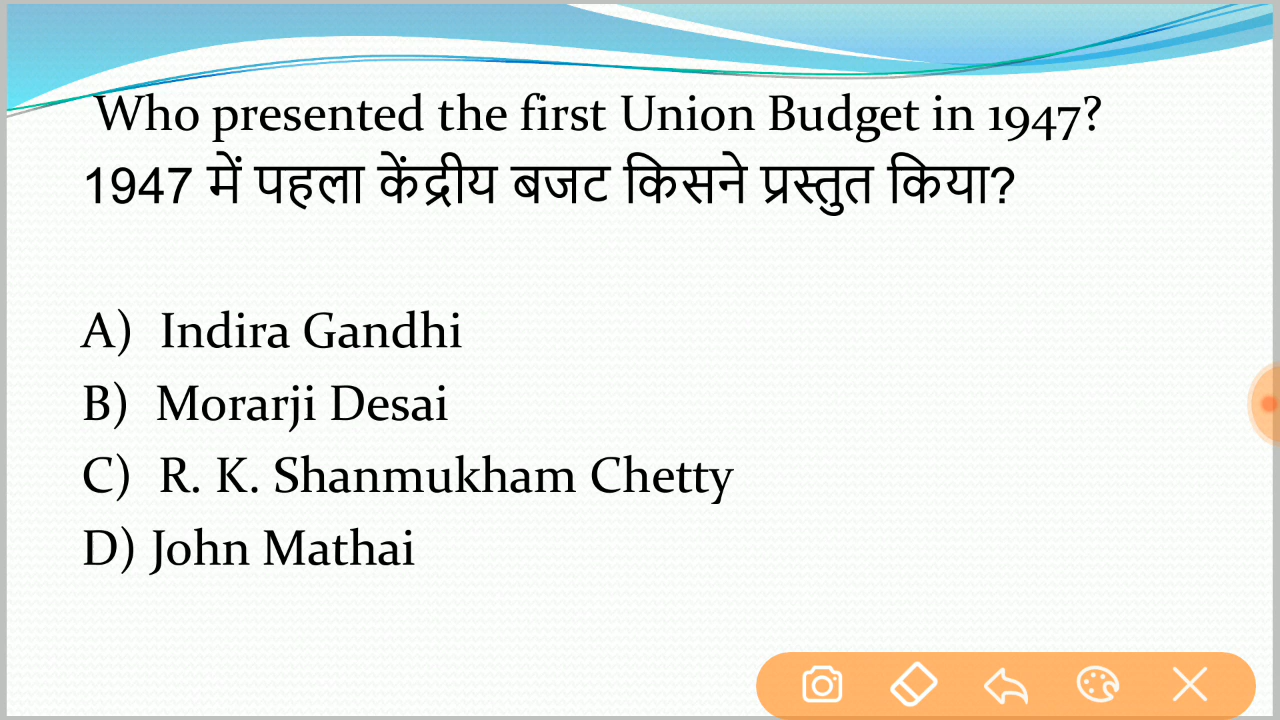 Who presented the first Union Budget in 1947?
1947 में पहला केंद्रीय बजट किसने प्रस्तुत किया?
A) Indira Gandhi
B) Morarji Desai
C) R. K. Shanmukham Chetty
D) John Mathai